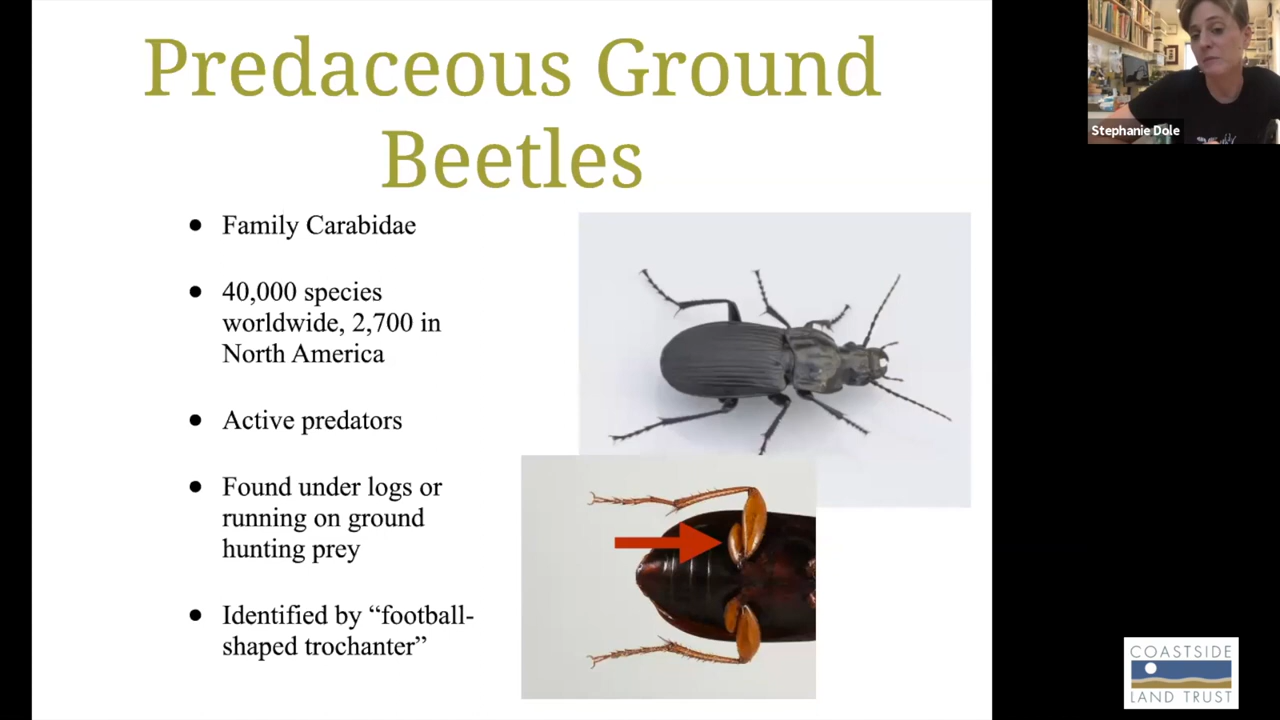 Predaceous Ground
Beetles
● Family Carabidae
● 40,000 species
worldwide, 2,700 in
North America
● Active predators
● Found under logs or
running on ground
hunting prey
● Identified by “football-
shaped trochanter”
Stephanie Dole
COASTSIDE
LAND TRUST